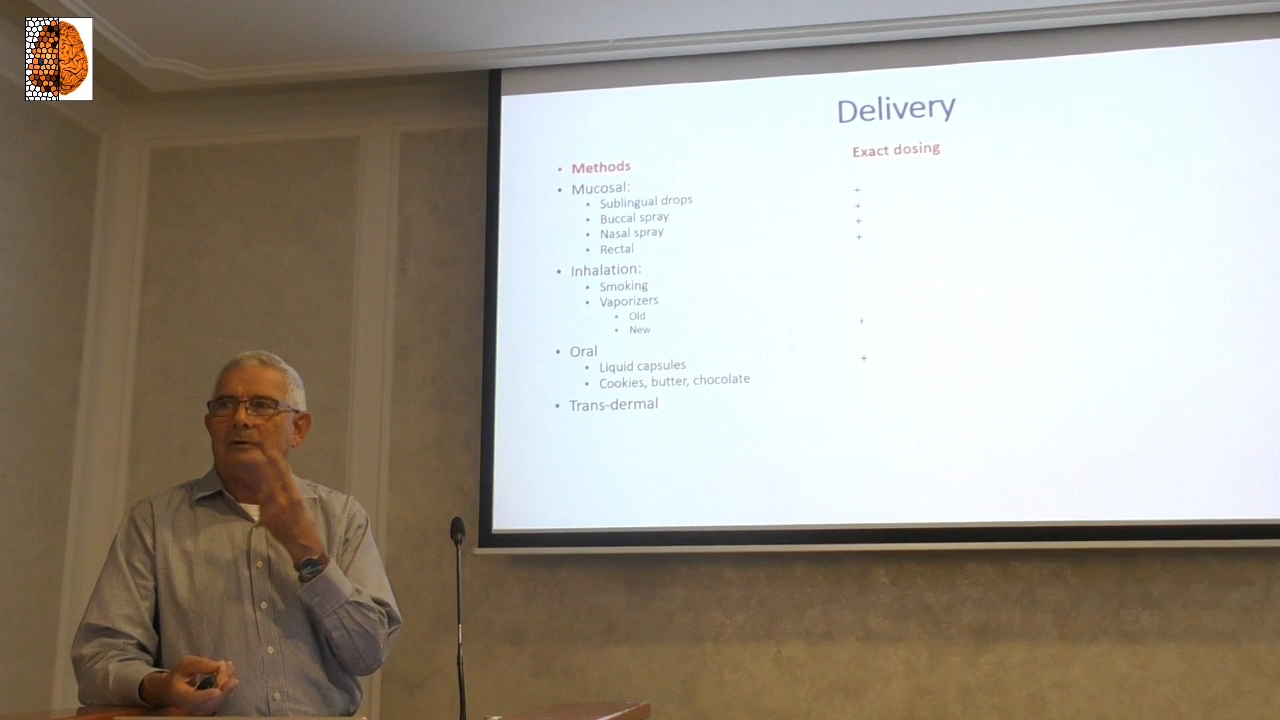 Delivery
Exact dosing
• Methods
• Mucosal:
+
• Sublingual drops
+
• Buccal spray
+
• Nasal spray
+
• Rectal
• Inhalation:
• Smoking
• Vaporizers
• Old
+
• New
• Oral
+
• Liquid capsules
• Cookies, butter, chocolate
• Trans-dermal